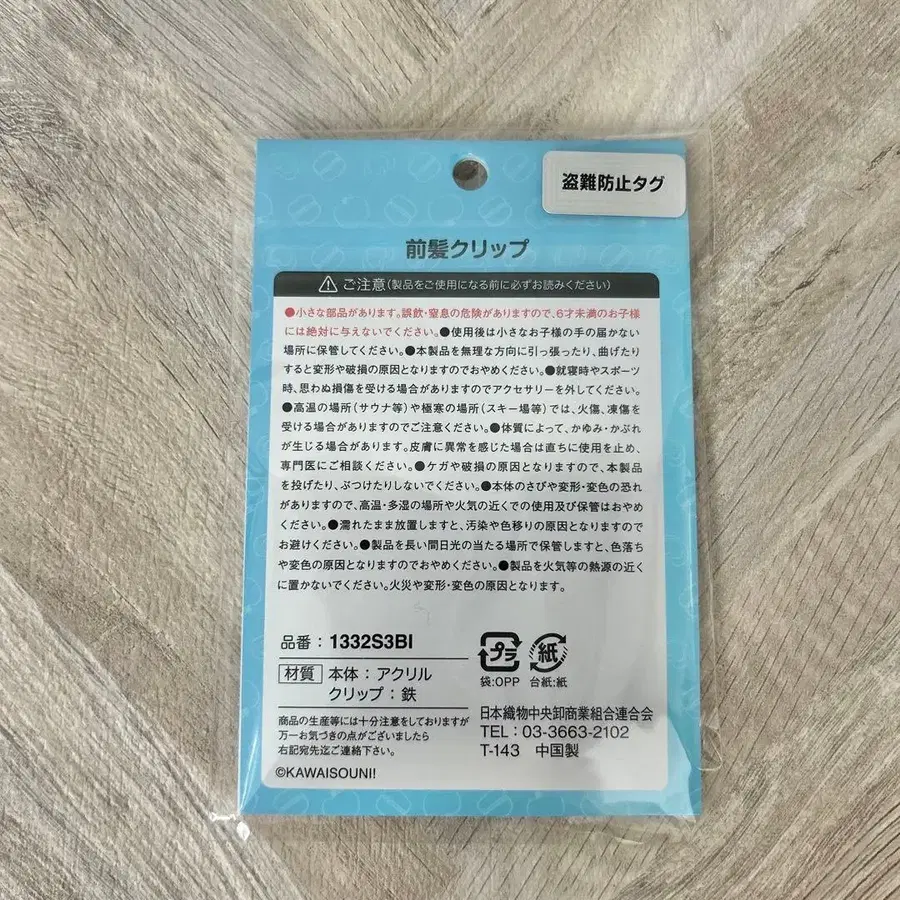 盗難防止タグ
前髪クリップ
ご注意(製品をご使用になる前に必ずお読みください)
●小さな部品があります。誤飲・窒息の危険がありますので、6才未満のお子様
には絶対に与えないでください。●使用後は小さなお子様の手の届かない
場所に保管してください。●本製品を無理な方向に引っ張ったり、曲げたり
すると変形や破損の原因となりますのでおやめください。●就寝時やスポーツ
時、思わぬ損傷を受ける場合がありますのでアクセサリーを外してください。
●高温の場所(サウナ等)や極寒の場所(スキー場等)では、火傷、凍傷を
受ける場合がありますのでご注意ください。●体質によって、かゆみ・かぶれ
が生じる場合があります。皮膚に異常を感じた場合は直ちに使用を止め、
専門医にご相談ください。●ケガや破損の原因となりますので、本製品
を投げたり、ぶつけたりしないでください。●本体のさびや変形・変色の恐れ
がありますので、高温・多湿の場所や火気の近くでの使用及び保管はおやめ
ください。●濡れたまま放置しますと、汚染や色移りの原因となりますので
お避けください。●製品を長い間日光の当たる場所で保管しますと、色落ち
や変色の原因となりますのでおやめください。●製品を火気等の熱源の近く
に置かないでください。火災や変形・変色の原因となります。
品番：1332S3BI
材質 本体：アクリル
クリップ：鉄
商品の生産等には十分注意をしておりますが
万一お気づきの点がございましたら
右記宛先迄ご連絡下さい。
©KAWAISOUNI!
プラ 紙
袋:OPP 台紙:紙
日本織物中央卸商業組合連合会
TEL：03-3663-2102
T-143 中国製